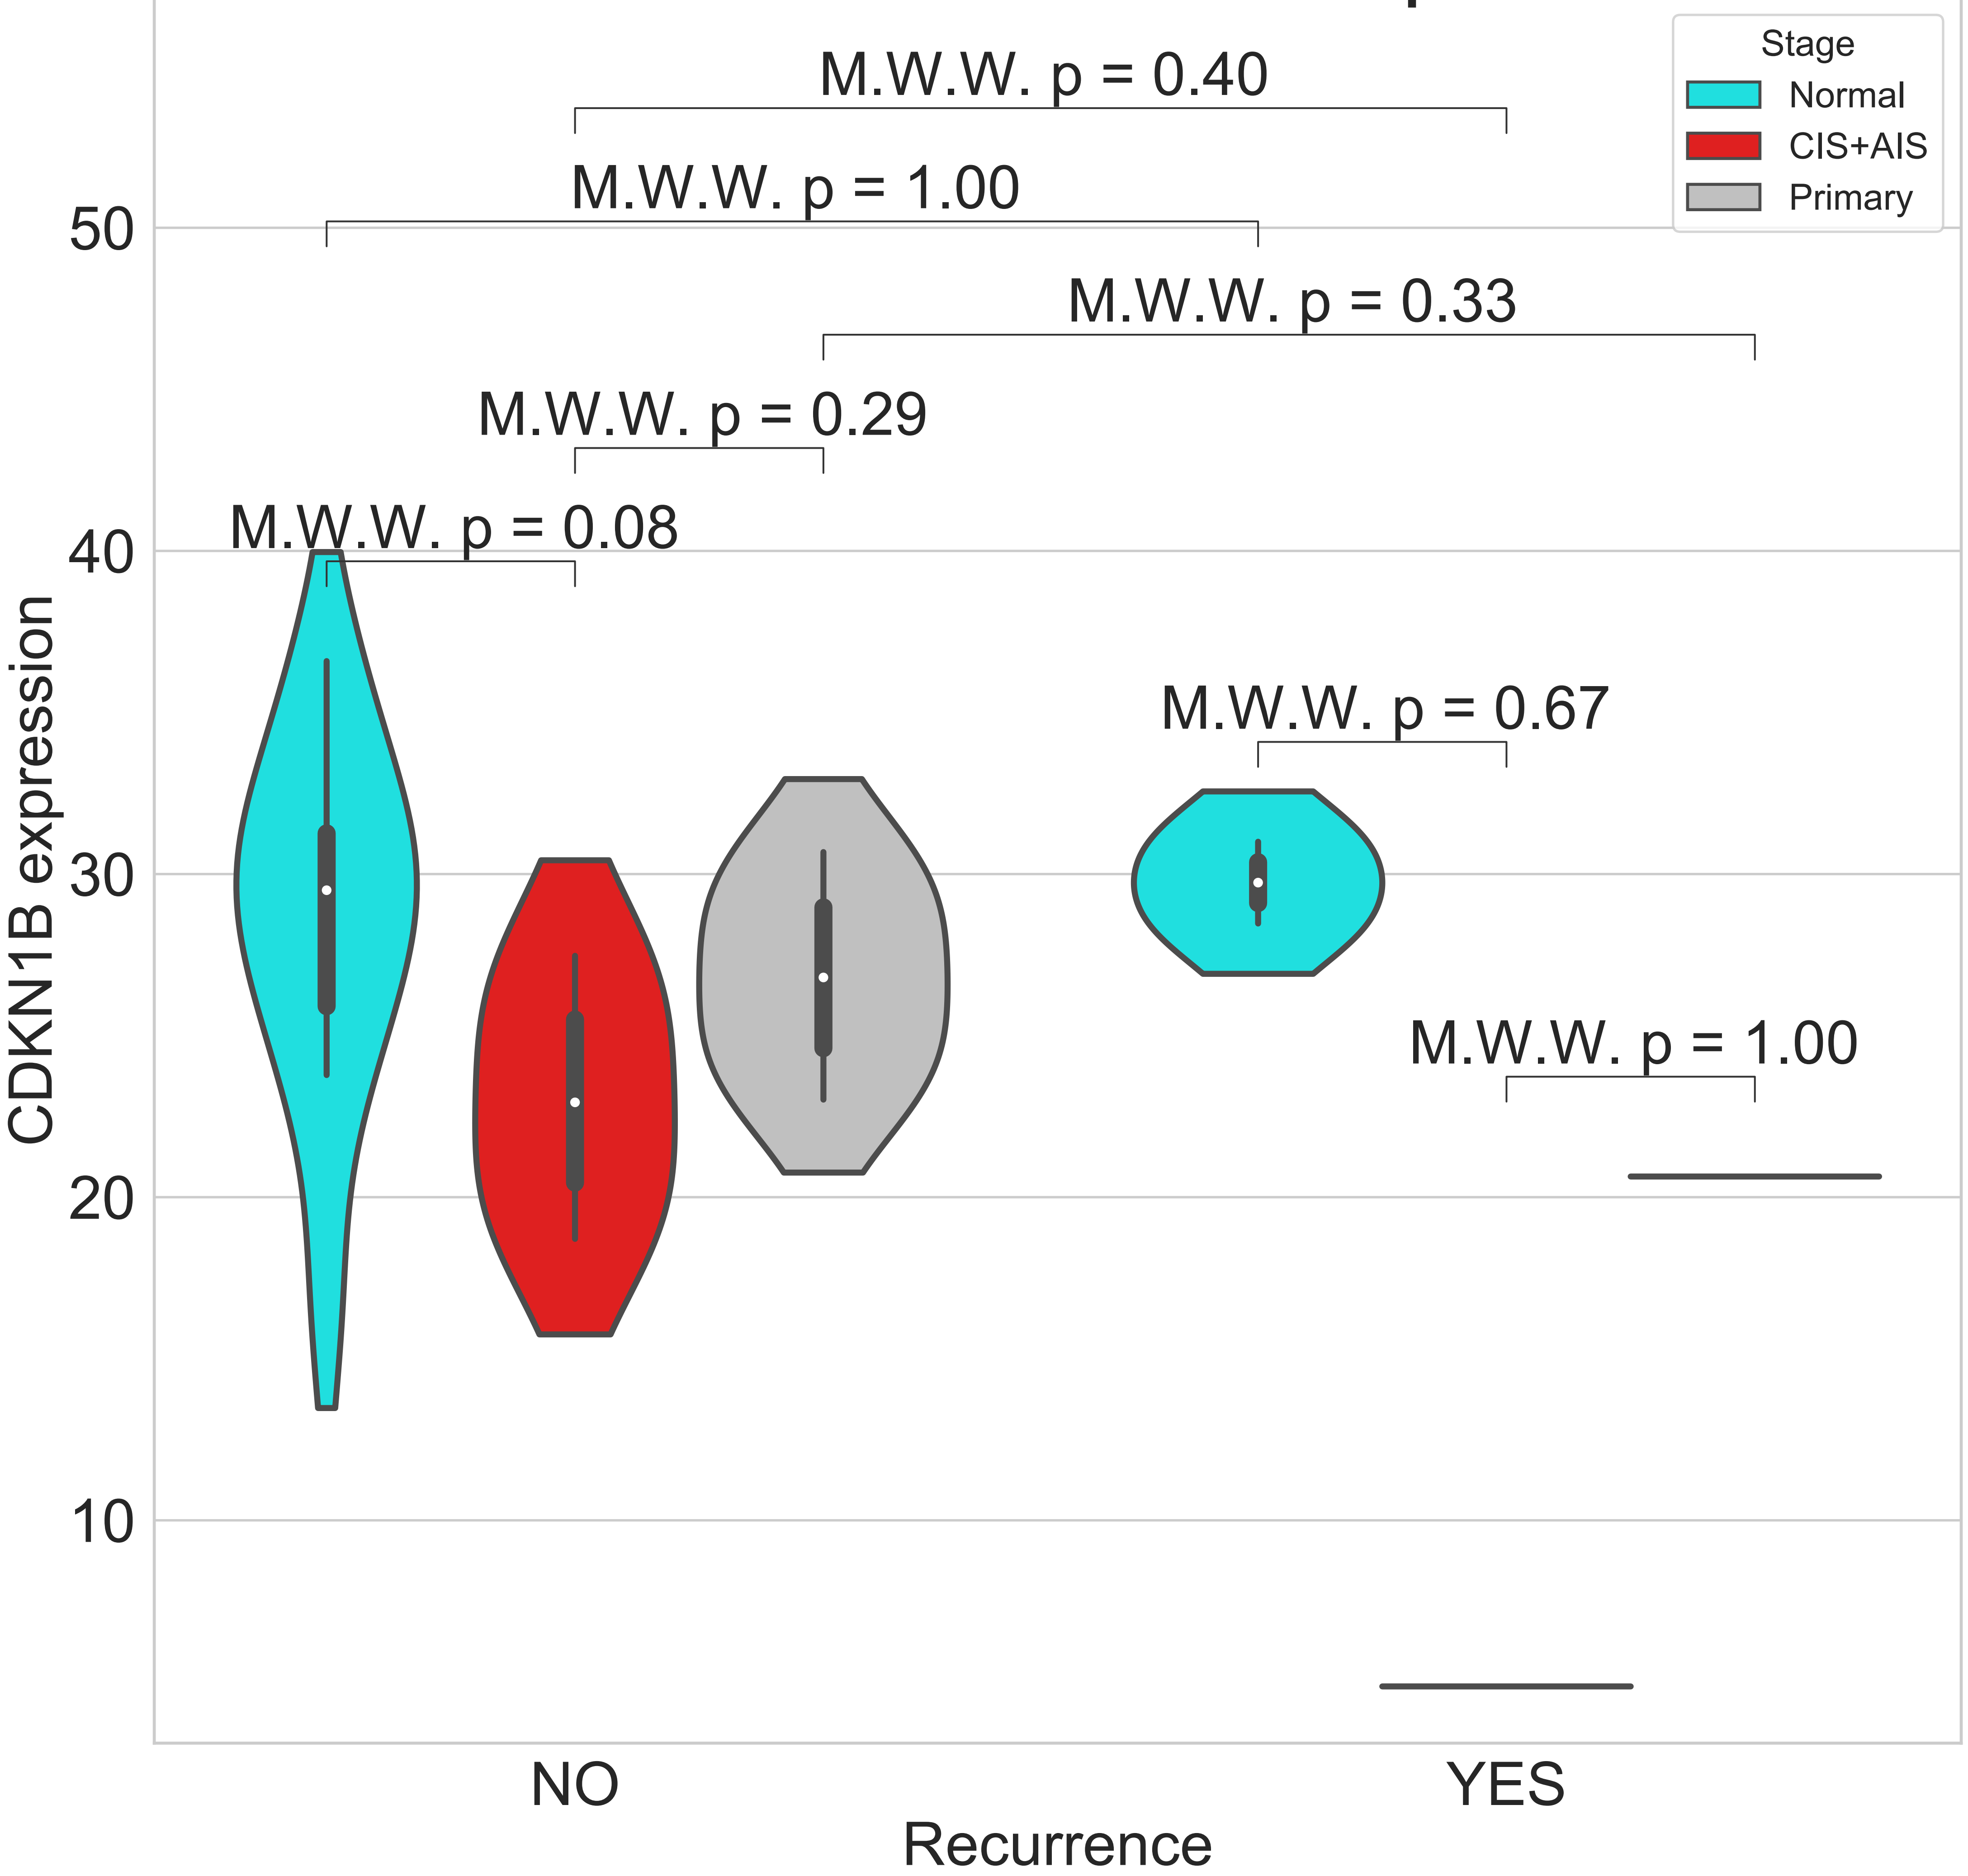 Stage
Normal
CIS+AIS
Primary
M.W.W. p = 0.40
M.W.W. p = 1.00
M.W.W. p = 0.33
M.W.W. p = 0.29
M.W.W. p = 0.08
M.W.W. p = 0.67
M.W.W. p = 1.00
50
40
30
20
10
CDKN1B expression
NO
YES
Recurrence